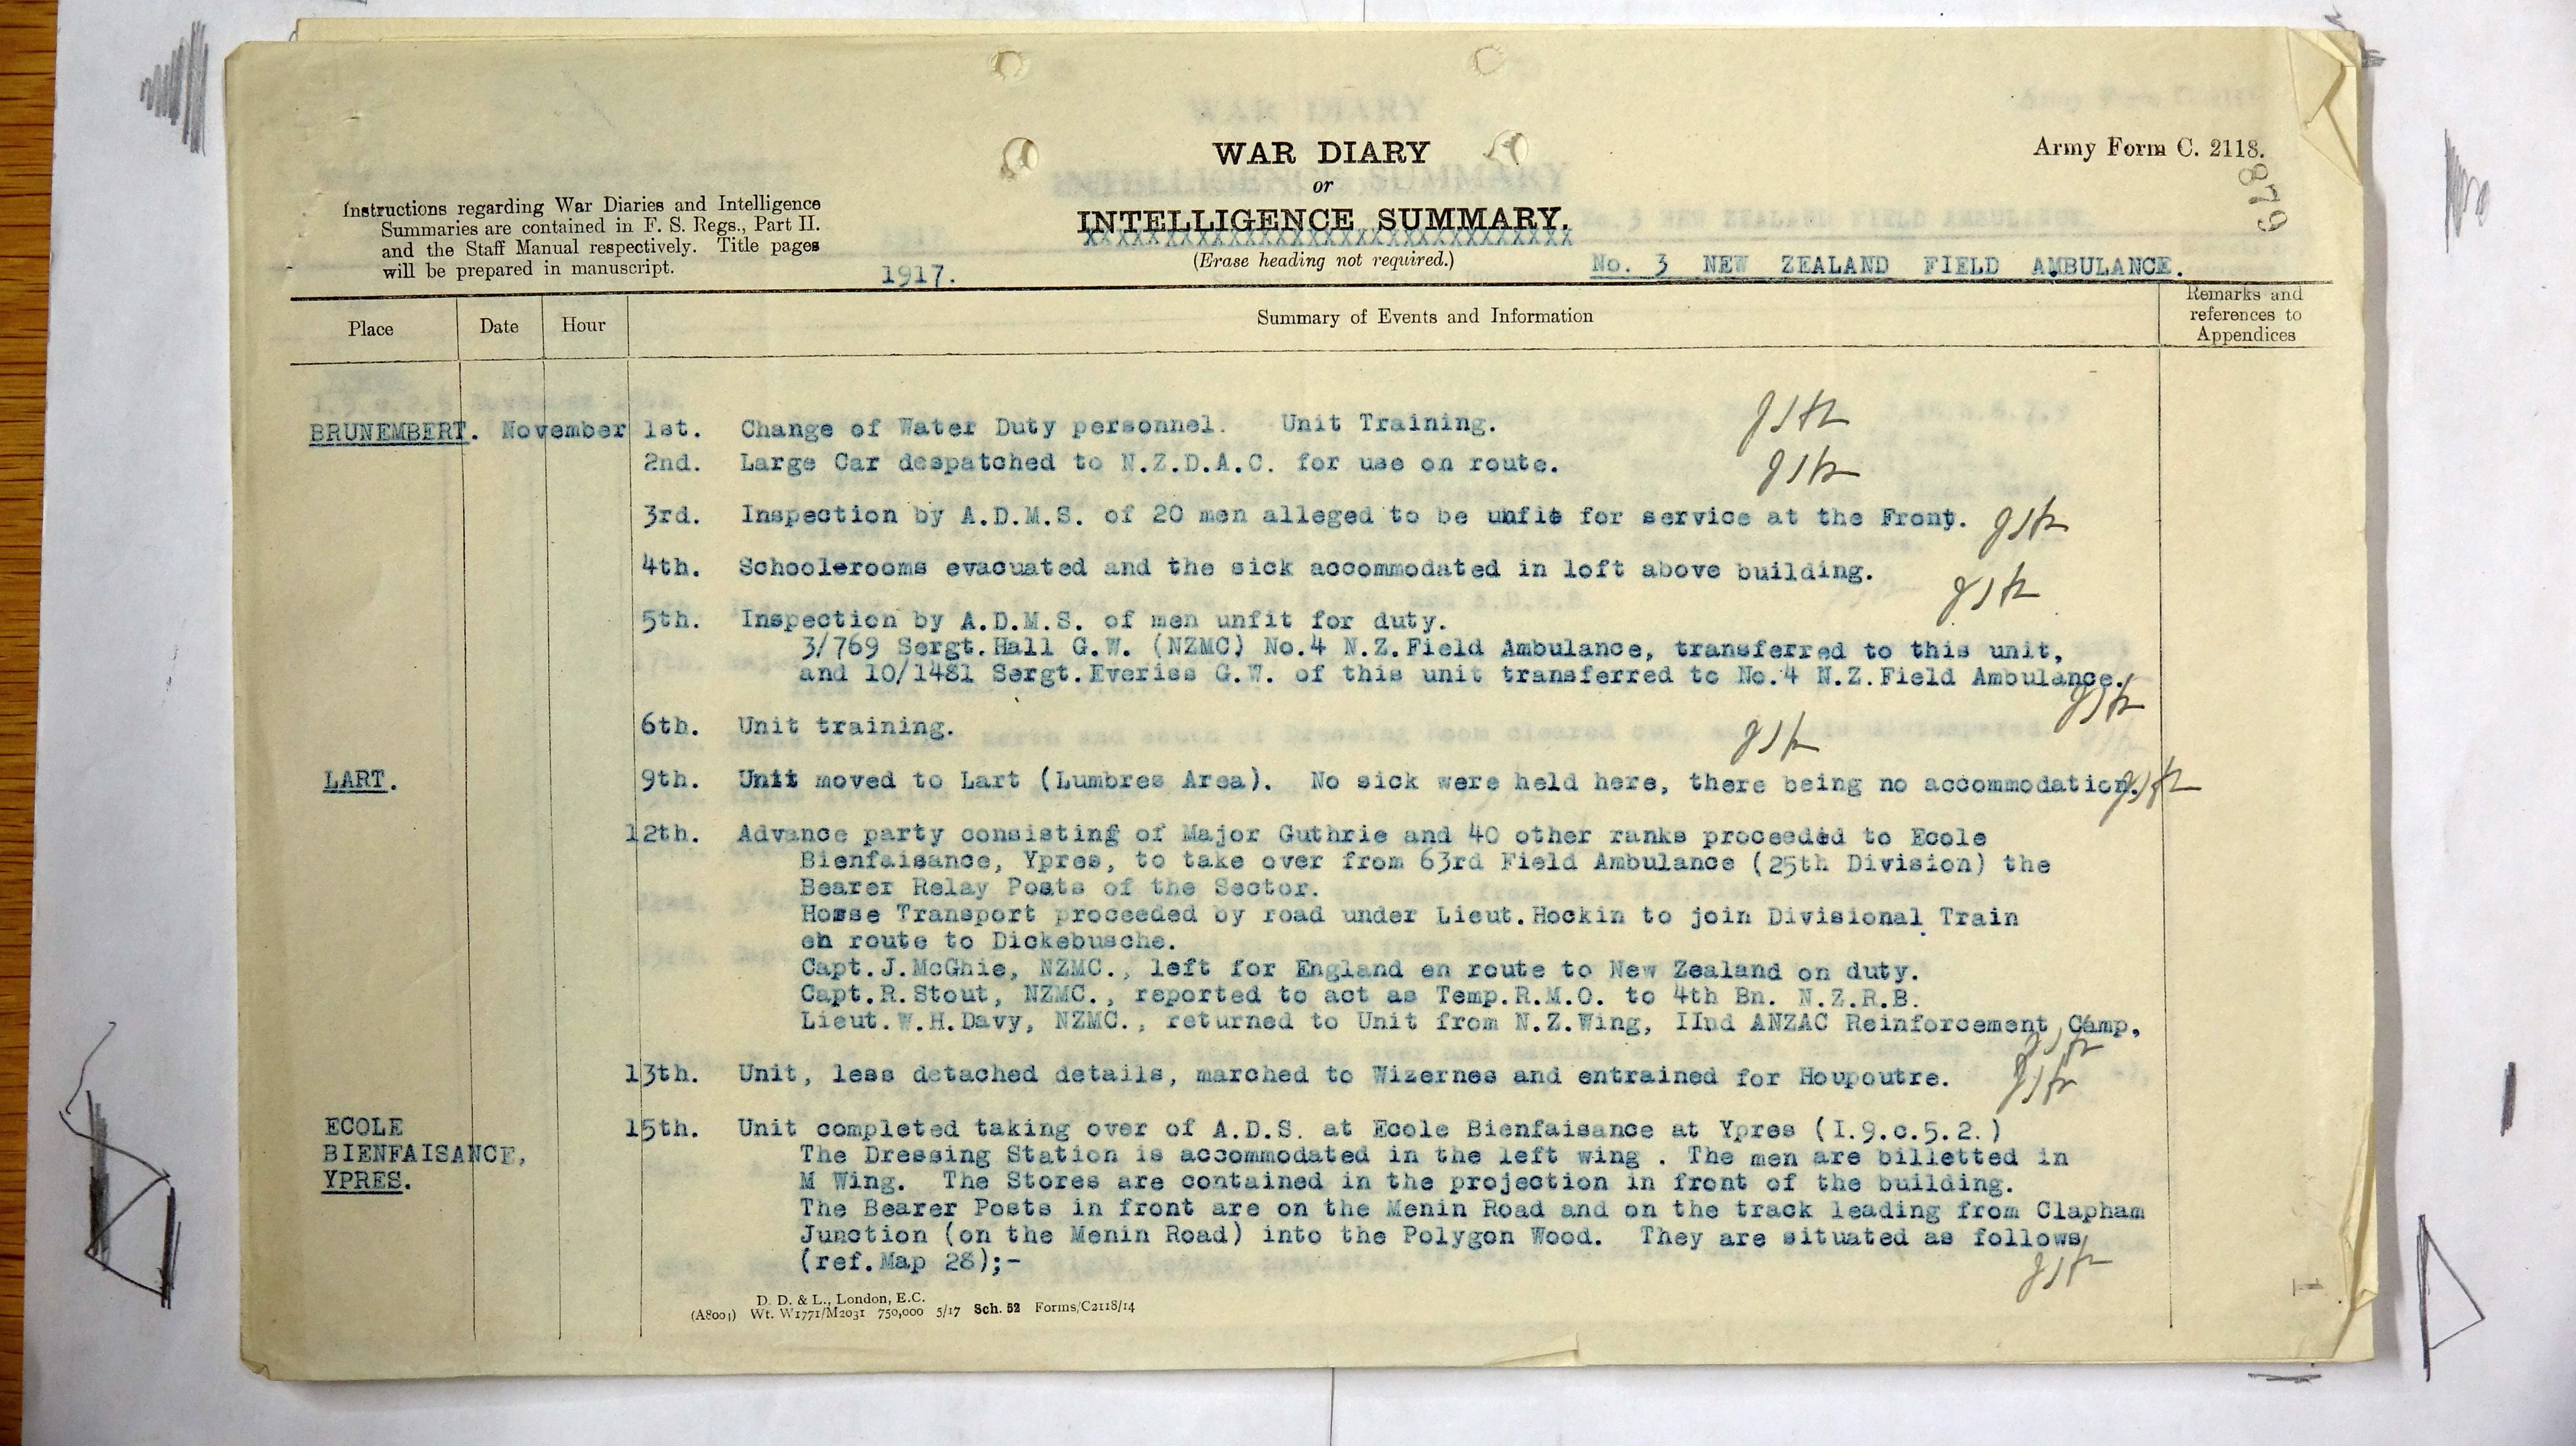 WAR DIARY
or
INTELLIGENCE SUMMARY.
XXXXXXXXXXXXXXXXXXXXXXXXXXXXXXX
(Erase heading not required.)
Army Form C. 2118.
879
Instructions regarding War Diaries and Intelligence
Summaries are contained in F. S. Regs., Part II.
and the Staff Manual respectively. Title pages
will be prepared in manuscript.
1917.
No. 3 NEW ZEALAND FIELD AMBULANCE.
Place Date Hour Summary of Events and Information Remarks and
references to
Appendices
BRUNEMBERT. November 1st. Change of Water Duty personnel. Unit Training.
2nd. Large Car despatched to N.Z.D.A.C. for use on route.
3rd. Inspection by A.D.M.S. of 20 men alleged to be unfit for service at the Front.
4th. Schoolerooms evacuated and the sick accommodated in loft above building.
5th. Inspection by A.D.M.S. of men unfit for duty.
3/769 Sergt.Hall G.W. (NZMC) No.4 N.Z.Field Ambulance, transferred to this unit,
and 10/1481 Sergt.Everiss G.W. of this unit transferred to No.4 N.Z.Field Ambulance.
6th. Unit training.
LART. 9th. Unit moved to Lart (Lumbres Area). No sick were held here, there being no accommodation.
12th. Advance party consisting of Major Guthrie and 40 other ranks proceeded to Ecole
Bienfaisance, Ypres, to take over from 63rd Field Ambulance (25th Division) the
Bearer Relay Posts of the Sector.
Horse Transport proceeded by road under Lieut.Hockin to join Divisional Train
en route to Dickebusche.
Capt.J.McGhie, NZMC., left for England en route to New Zealand on duty.
Capt.R.Stout, NZMC., reported to act as Temp.R.M.O. to 4th Bn. N.Z.R.B.
Lieut.W.H.Davy, NZMC., returned to Unit from N.Z.Wing, IInd ANZAC Reinforcement Camp,
13th. Unit, less detached details, marched to Wizernes and entrained for Houpoutre.
ECOLE
BIENFAISANCE,
YPRES.
15th. Unit completed taking over of A.D.S. at Ecole Bienfaisance at Ypres (I.9.c.5.2.)
The Dressing Station is accommodated in the left wing . The men are billetted in
M Wing. The Stores are contained in the projection in front of the building.
The Bearer Posts in front are on the Menin Road and on the track leading from Clapham
Junction (on the Menin Road) into the Polygon Wood. They are situated as follows
(ref.Map 28);-
D. D. & L., London, E.C.
(A8001) Wt. W1771/M2031 750,000 5/17 Sch. 52 Forms/C2118/14